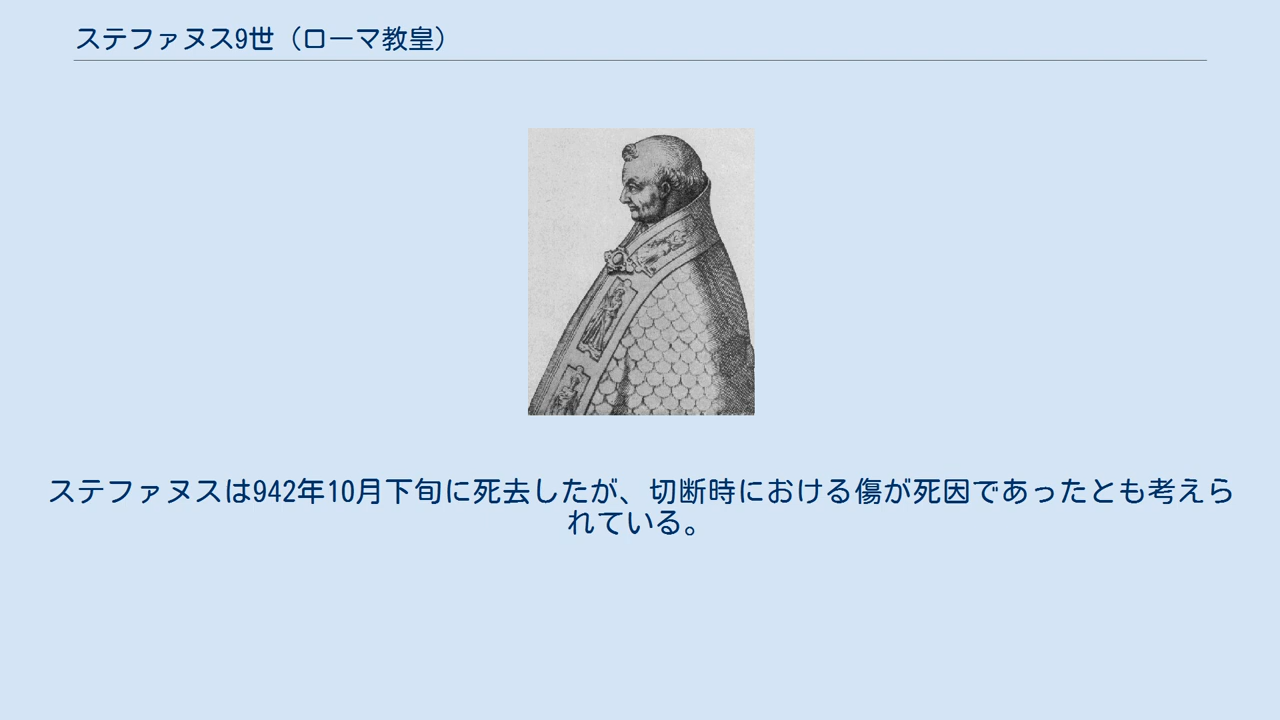 ステファヌス9世（ローマ教皇）
ステファヌスは942年10月下旬に死去したが、切断時における傷が死因であったとも考えら
れている。